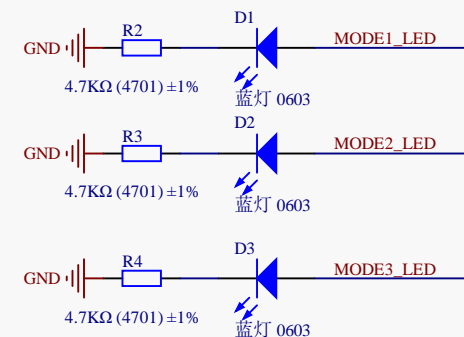 D1
R2
MODE1_LED
GND
4.7KΩ (4701) ±1%
蓝灯 0603
D2
R3
MODE2_LED
GND
4.7KΩ (4701) ±1%
蓝灯 0603
D3
R4
MODE3_LED
GND
4.7KΩ (4701) ±1%
蓝灯 0603